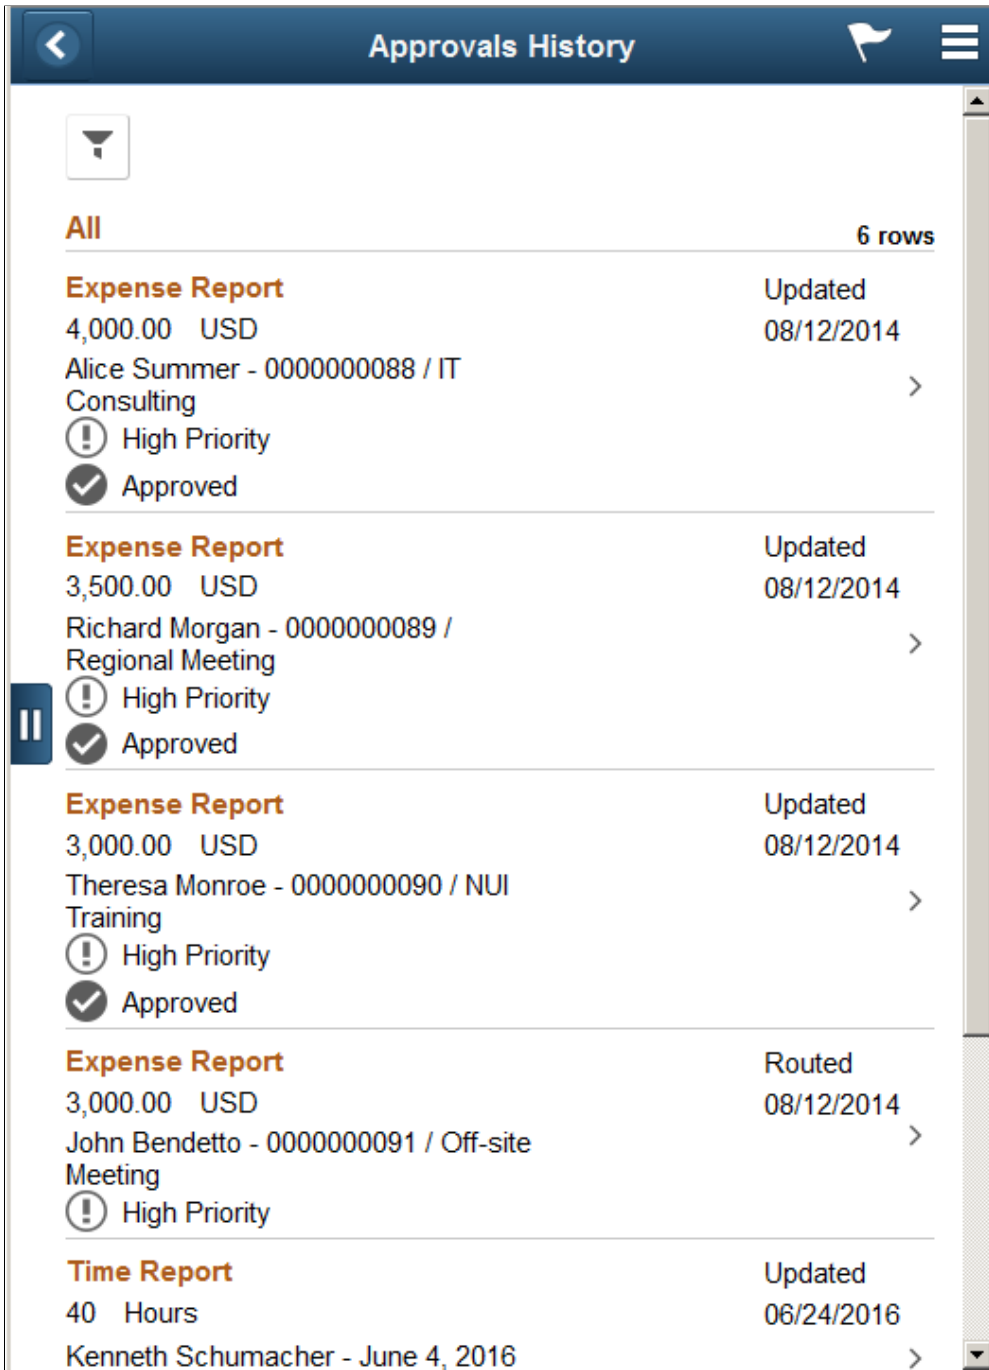 Approvals History
All
6 rows
Expense Report
Updated
4,000.00 USD
08/12/2014
Alice Summer - 0000000088 / IT
Consulting
High Priority
Approved
Expense Report
Updated
3,500.00 USD
08/12/2014
Richard Morgan - 0000000089 /
Regional Meeting
High Priority
Approved
Expense Report
Updated
3,000.00 USD
08/12/2014
Theresa Monroe - 0000000090 / NUI
Training
High Priority
Approved
Expense Report
Routed
3,000.00 USD
08/12/2014
John Bendetto - 0000000091 / Off-site
Meeting
High Priority
Time Report
Updated
40 Hours
06/24/2016
Kenneth Schumacher - June 4, 2016